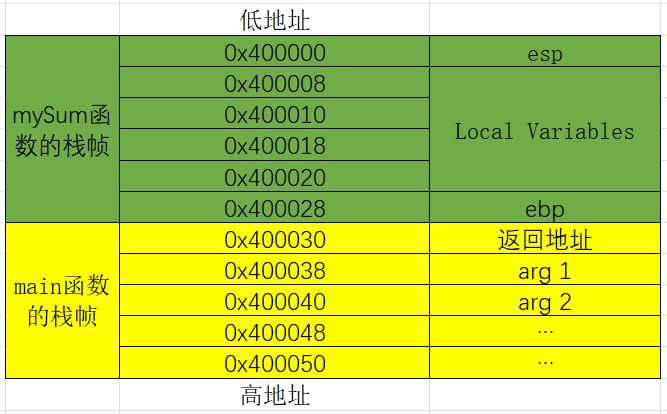 低地址
mySum函
数的栈帧
0x400000
esp
0x400008
0x400010
0x400018
0x400020
Local Variables
0x400028
ebp
main函数
的栈帧
0x400030
返回地址
0x400038
arg 1
0x400040
arg 2
0x400048
...
0x400050
...
高地址